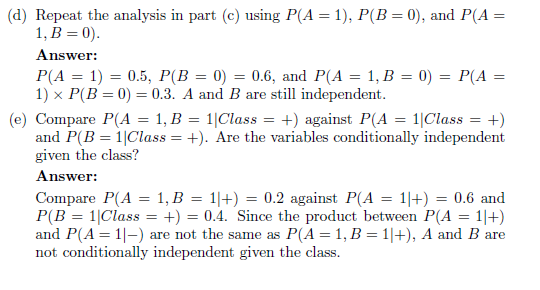 (d) Repeat the analysis in part (c) using P(A = 1), P(B = 0), and P(A =
1, B = 0).
Answer:
P(A = 1) = 0.5, P(B = 0) = 0.6, and P(A = 1, B = 0) = P(A =
1) × P(B = 0) = 0.3. A and B are still independent.
(e) Compare P(A = 1, B = 1|Class = +) against P(A = 1|Class = +)
and P(B = 1|Class = +). Are the variables conditionally independent
given the class?
Answer:
Compare P(A = 1, B = 1|+) = 0.2 against P(A = 1|+) = 0.6 and
P(B = 1|Class = +) = 0.4. Since the product between P(A = 1|+)
and P(A = 1|−) are not the same as P(A = 1, B = 1|+), A and B are
not conditionally independent given the class.